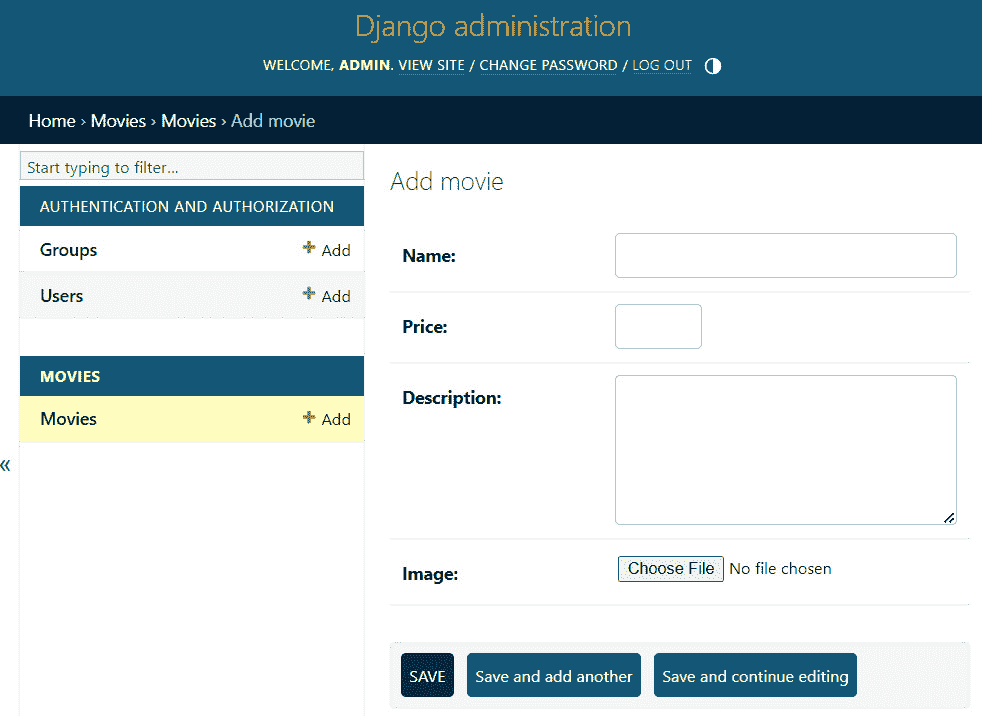 Django administration
WELCOME, ADMIN. VIEW SITE / CHANGE PASSWORD / LOG OUT
Home › Movies › Movies › Add movie
Start typing to filter...
AUTHENTICATION AND AUTHORIZATION
Groups + Add
Users + Add
MOVIES
Movies + Add
«
Add movie
Name:
Price:
Description:
Image: Choose File No file chosen
SAVE Save and add another Save and continue editing